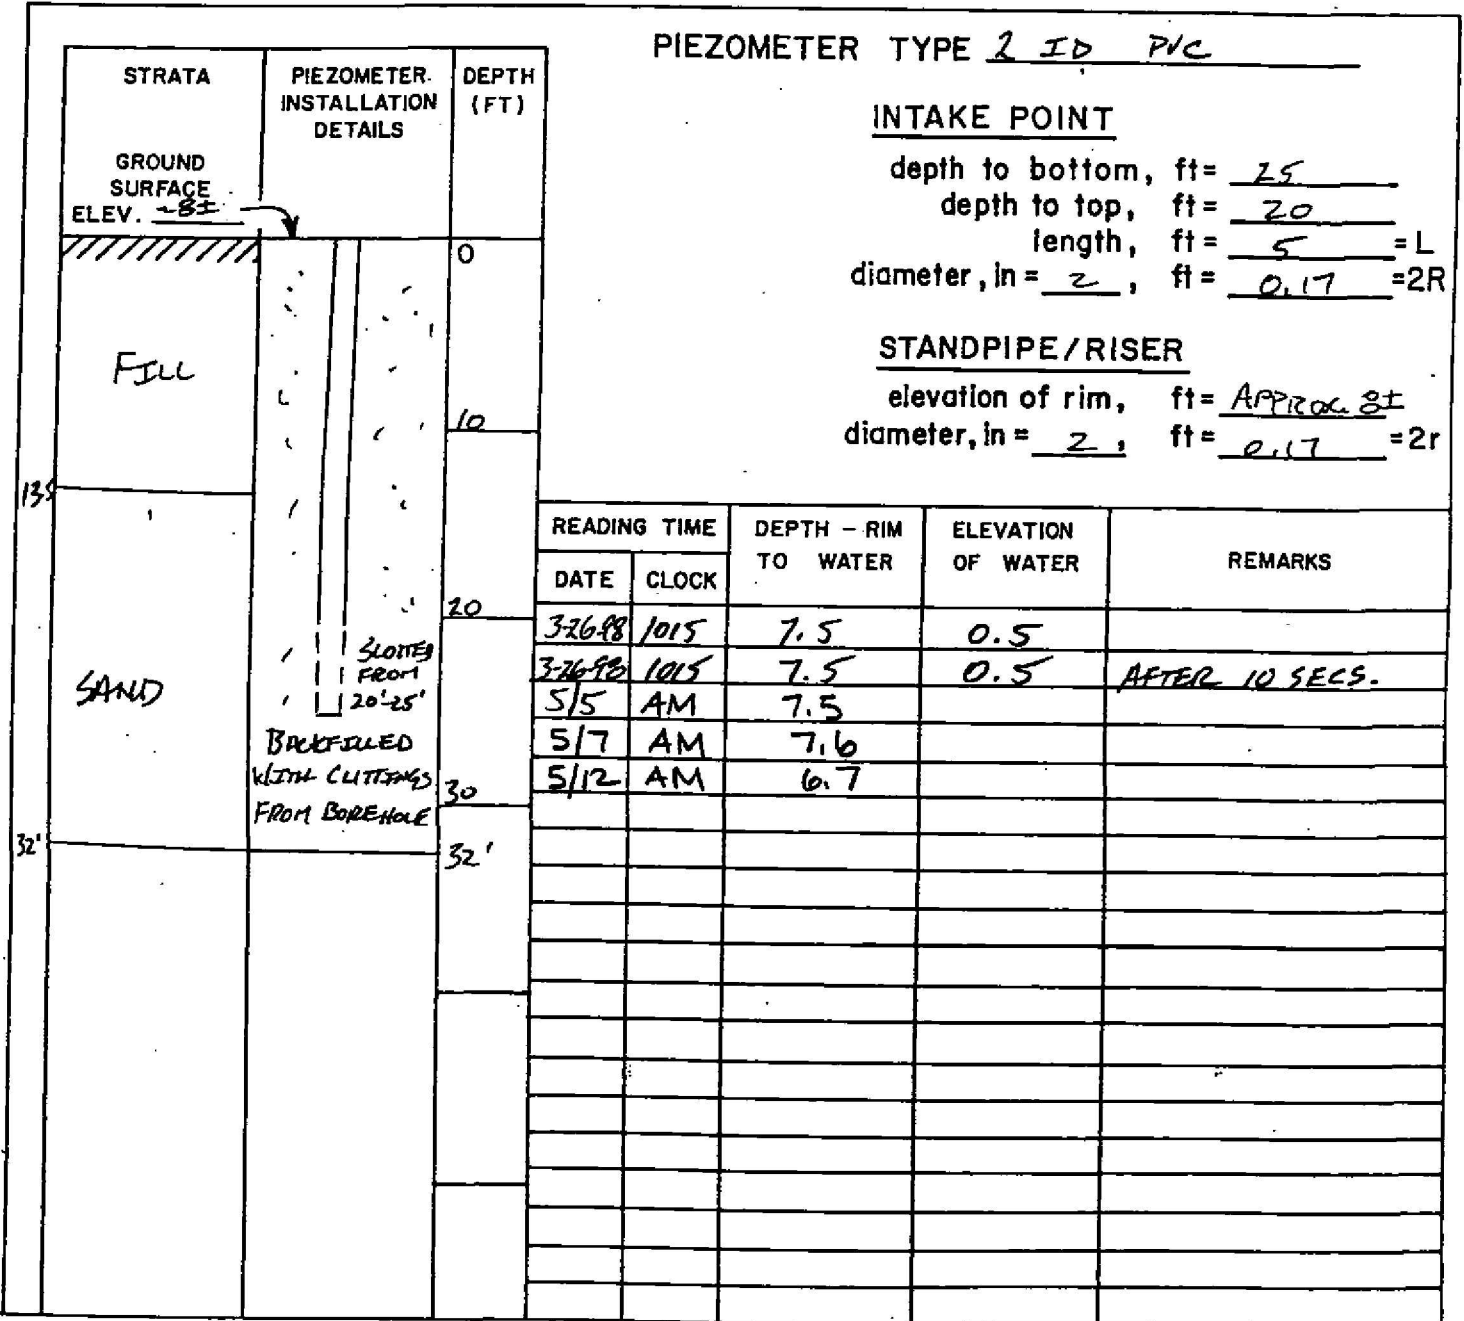 PIEZOMETER TYPE 2 ID PVC
STRATA
PIEZOMETER
INSTALLATION
DETAILS
DEPTH
(FT)
GROUND
SURFACE
ELEV. ~8±
INTAKE POINT
depth to bottom, ft= 25
depth to top, ft= 20
length, ft= 5 =L
diameter, in= 2, ft= 0.17 =2R
STANDPIPE/RISER
elevation of rim, ft= APPROX. 8±
diameter, in= 2, ft= 0.17 =2r
0
FILL
10
13.5
20
SLOTTED
FROM
20'-25'
SAND
BACKFILLED
WITH CUTTINGS
FROM BOREHOLE
30
32'
32'
READING TIME
DEPTH - RIM
TO WATER
ELEVATION
OF WATER
REMARKS
DATE CLOCK
3-26-98 1015 7.5 0.5
3-26-98 1015 7.5 0.5 AFTER 10 SECS.
5/5 AM 7.5
5/7 AM 7.6
5/12 AM 6.7